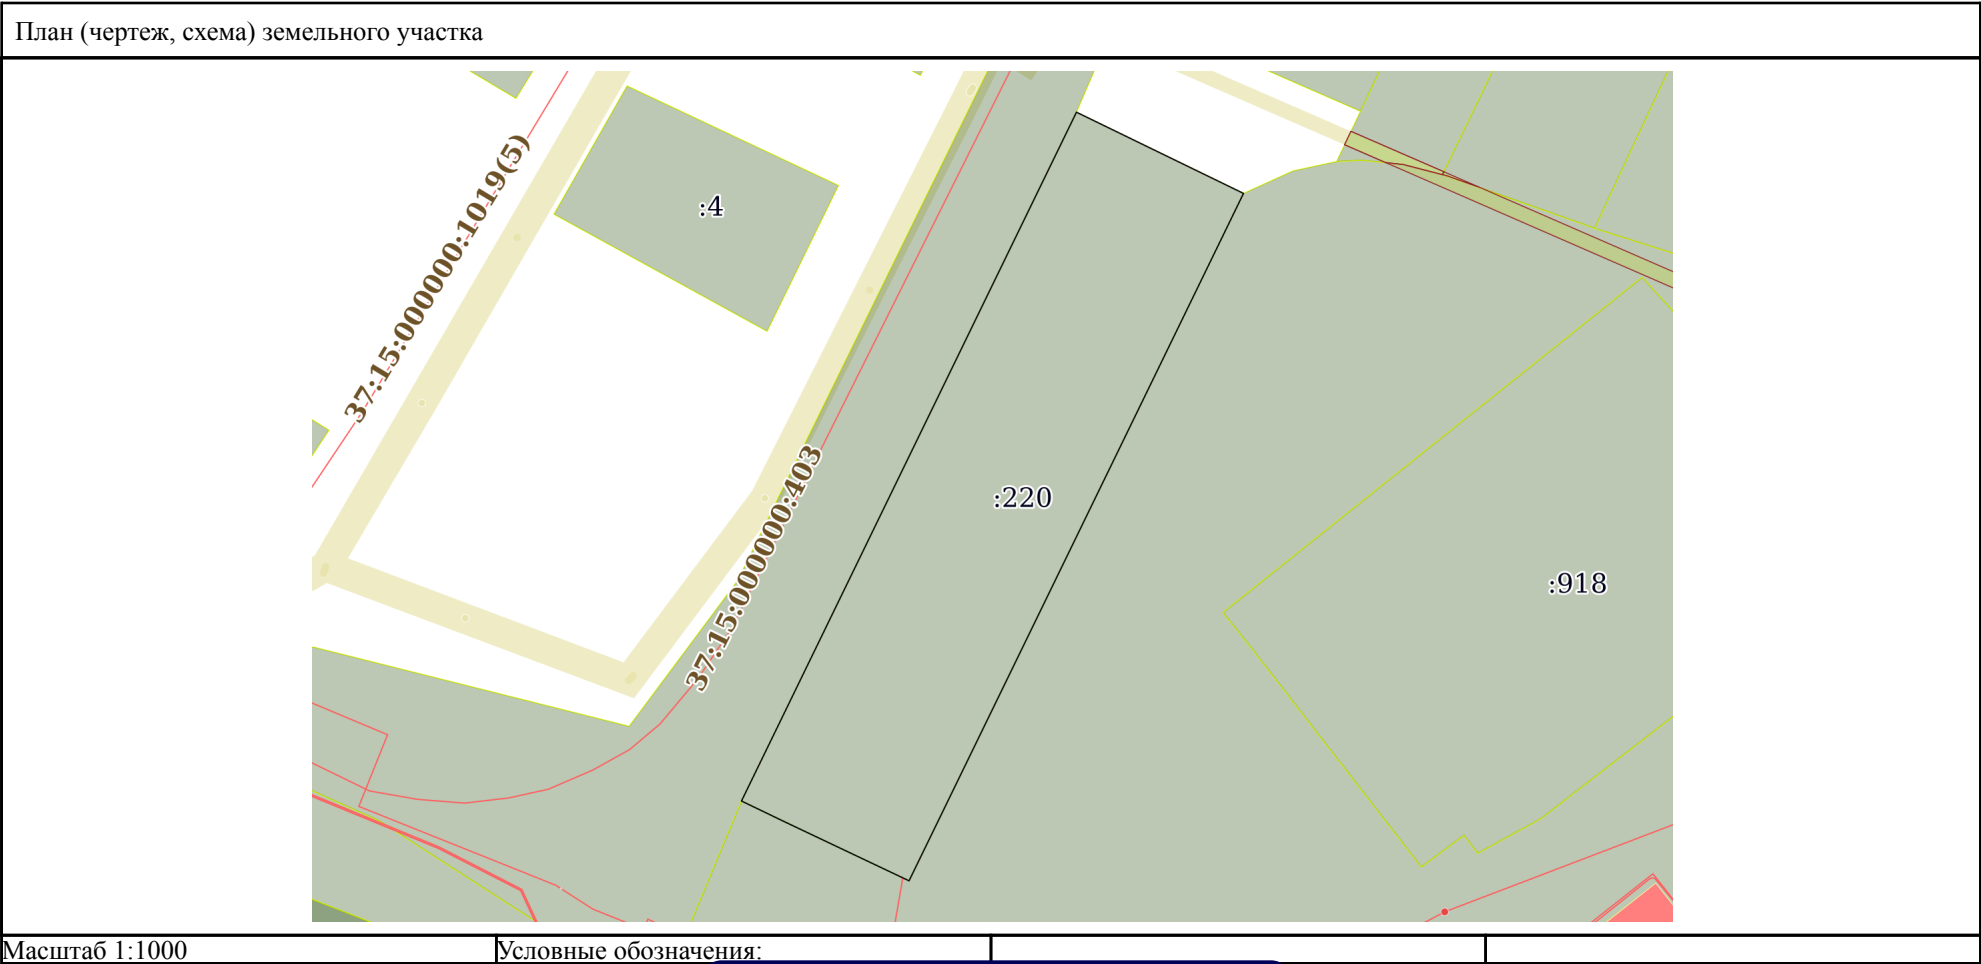 План (чертеж, схема) земельного участка
37:15:000000:1019(5)
:4
37:15:000000:403
:220
:918
Масштаб 1:1000
Условные обозначения: